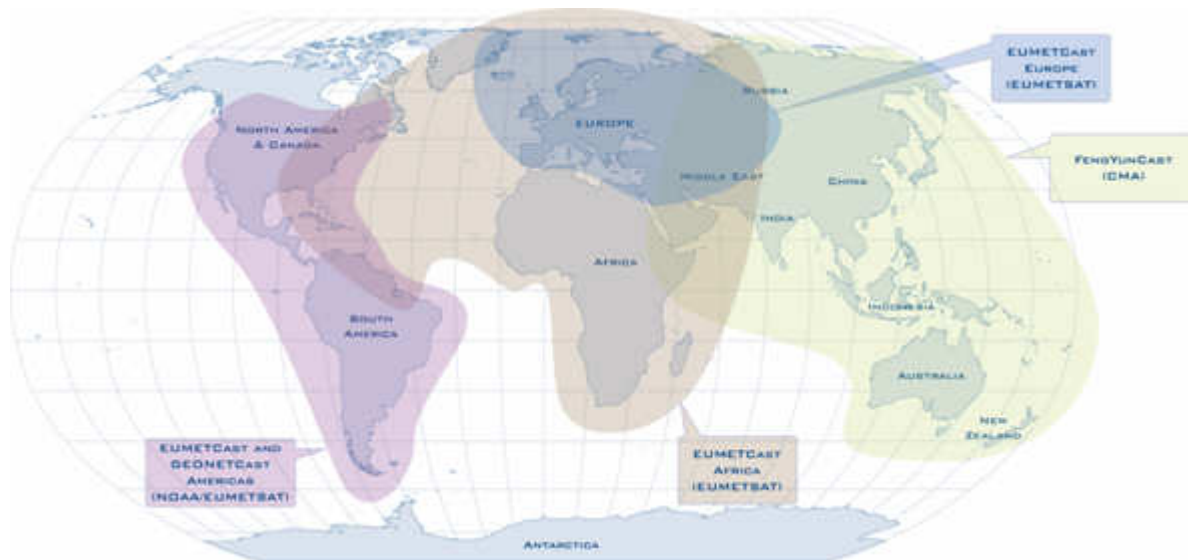 EUMETCast
Europe
(EUMETSAT)
Russia
North America
& Canada
EUROPE
FengYunCast
(CMA)
Middle East
China
India
Africa
Indonesia
South
America
Australia
New
Zealand
EUMETCast and
GEONETCast
Americas
(NOAA/EUMETSAT)
EUMETCast
Africa
(EUMETSAT)
Antarctica